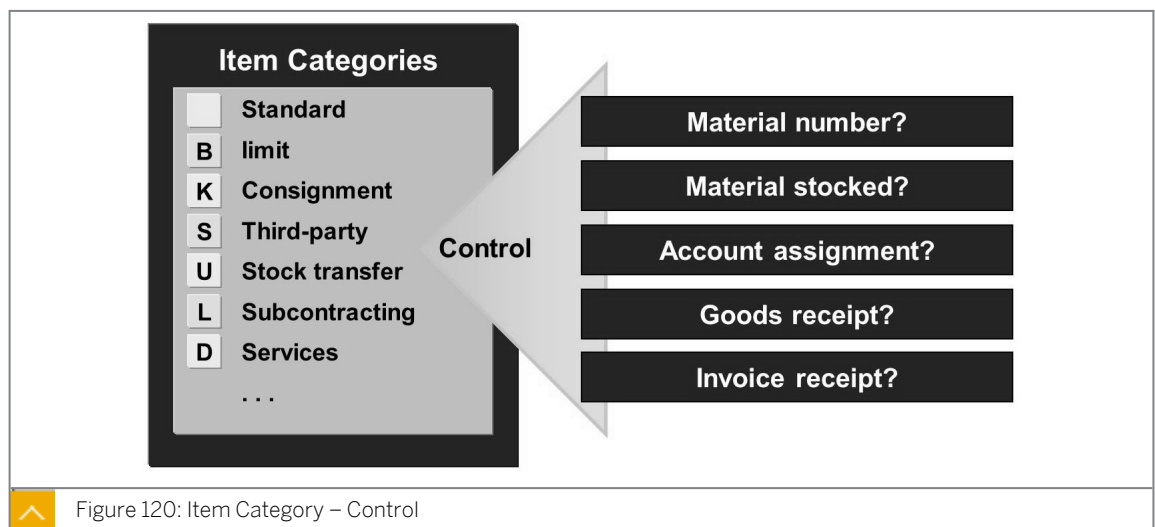 Item Categories
Standard
B limit
K Consignment
S Third-party
U Stock transfer
L Subcontracting
D Services
. . .
Control
Material number?
Material stocked?
Account assignment?
Goods receipt?
Invoice receipt?
Figure 120: Item Category – Control